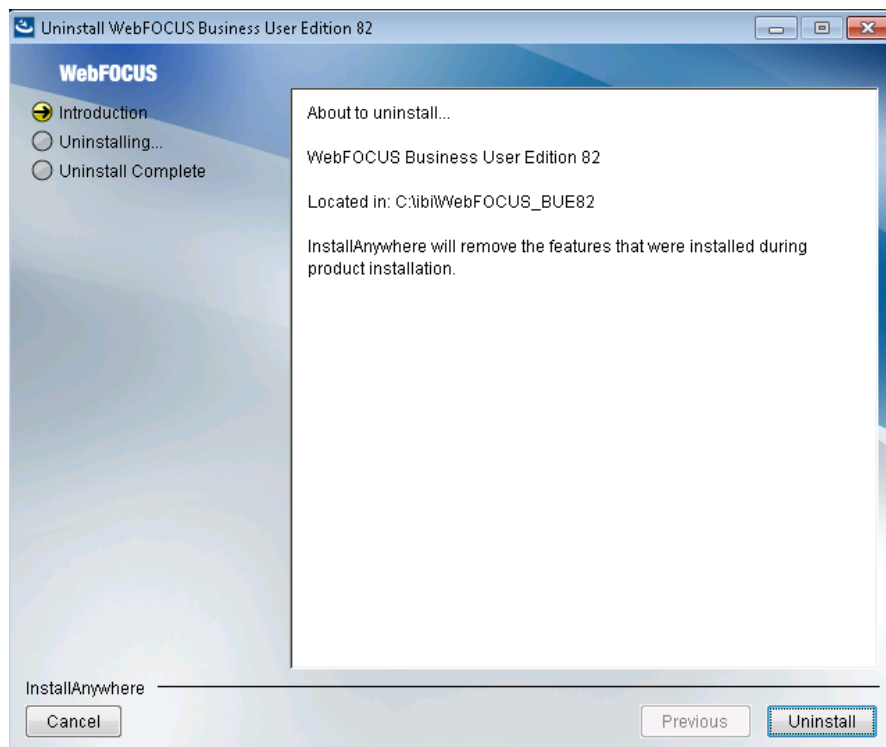 Uninstall WebFOCUS Business User Edition 82
WebFOCUS
Introduction
Uninstalling...
Uninstall Complete
About to uninstall...
WebFOCUS Business User Edition 82
Located in: C:\ibi\WebFOCUS_BUE82
InstallAnywhere will remove the features that were installed during
product installation.
InstallAnywhere
Cancel
Previous
Uninstall